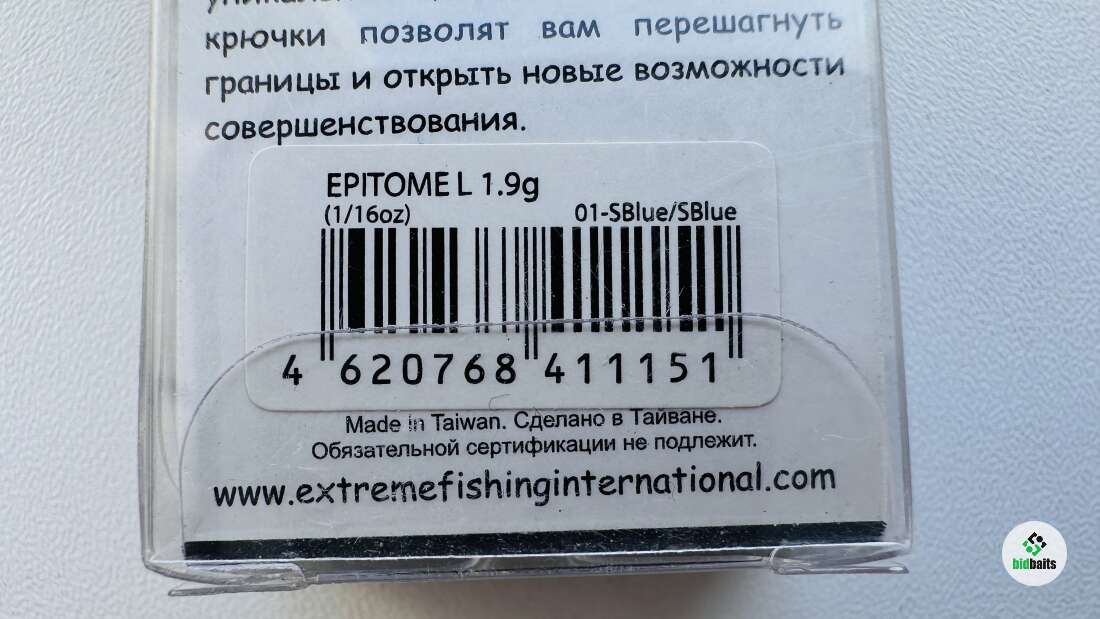 крючки позволят вам перешагнуть
границы и открыть новые возможности
совершенствования.
EPITOME L 1.9g
(1/16oz) 01-SBlue/SBlue
4 620768 411151
Made in Taiwan. Сделано в Тайване.
Обязательной сертификации не подлежит.
www.extremefishinginternational.com
bidbaits